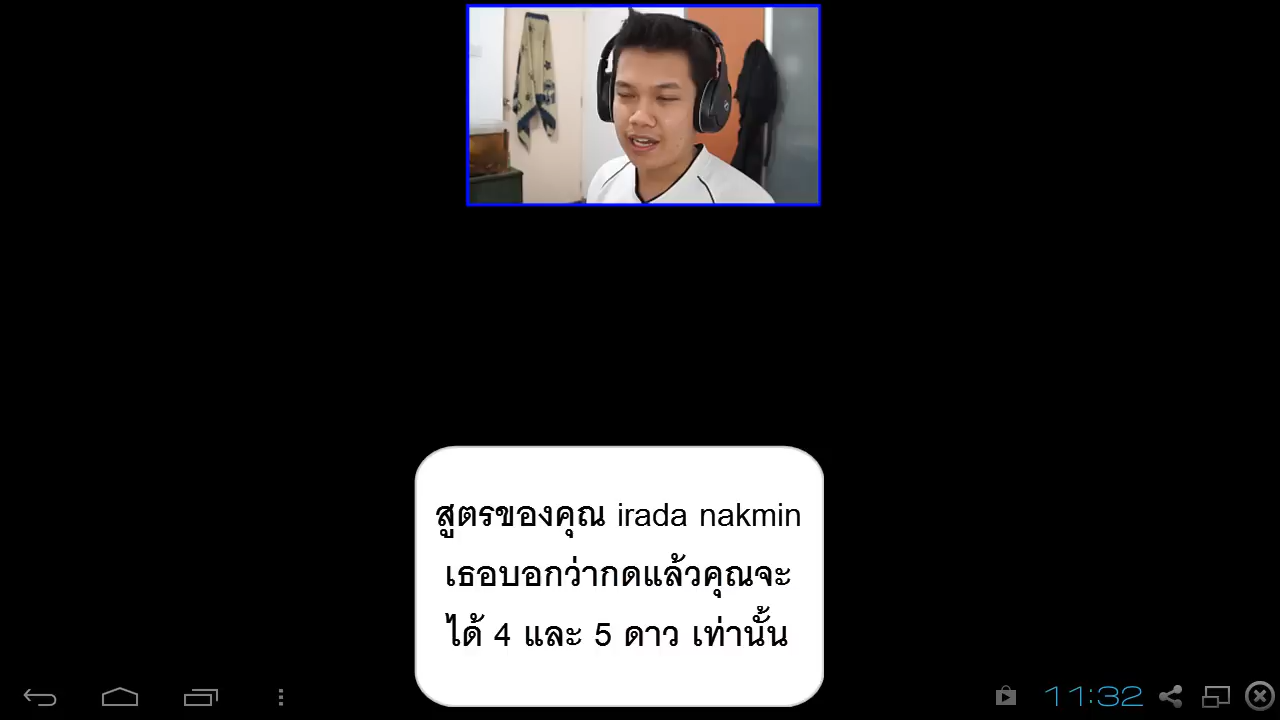 สูตรของคุณ irada nakmin
เธอบอกว่ากดแล้วคุณจะ
ได้ 4 และ 5 ดาว เท่านั้น
11:32